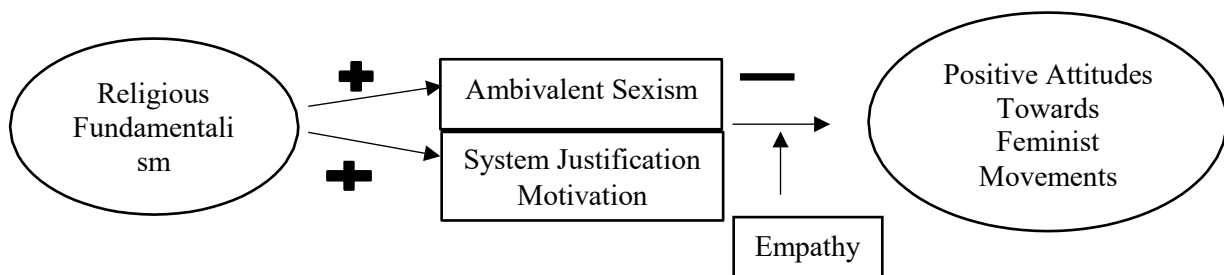 Religious
Fundamentali
sm
+
+
Ambivalent Sexism
System Justification
Motivation
−
Empathy
Positive Attitudes
Towards
Feminist
Movements